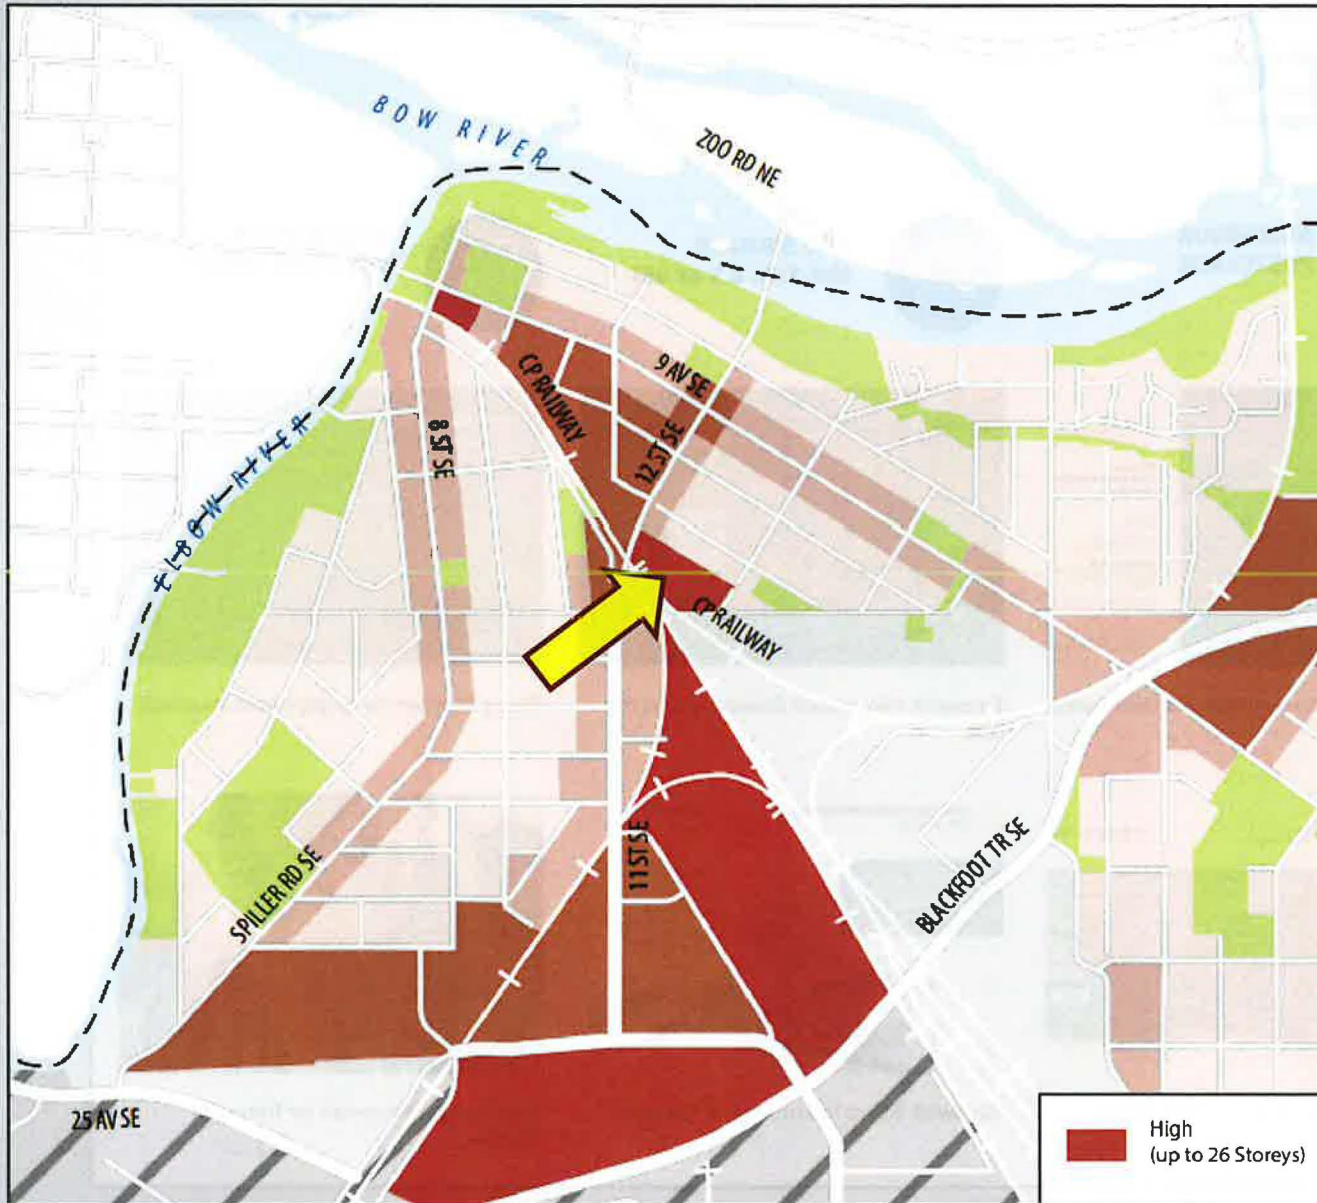 BOW RIVER
ZOO RD NE
9 AV SE
CP RAILWAY
8 ST SE
12 ST SE
ELBOW RIVER
CP RAILWAY
11 ST SE
SPILLER RD SE
BLACKFOOT TR SE
25 AV SE
High
(up to 26 Storeys)